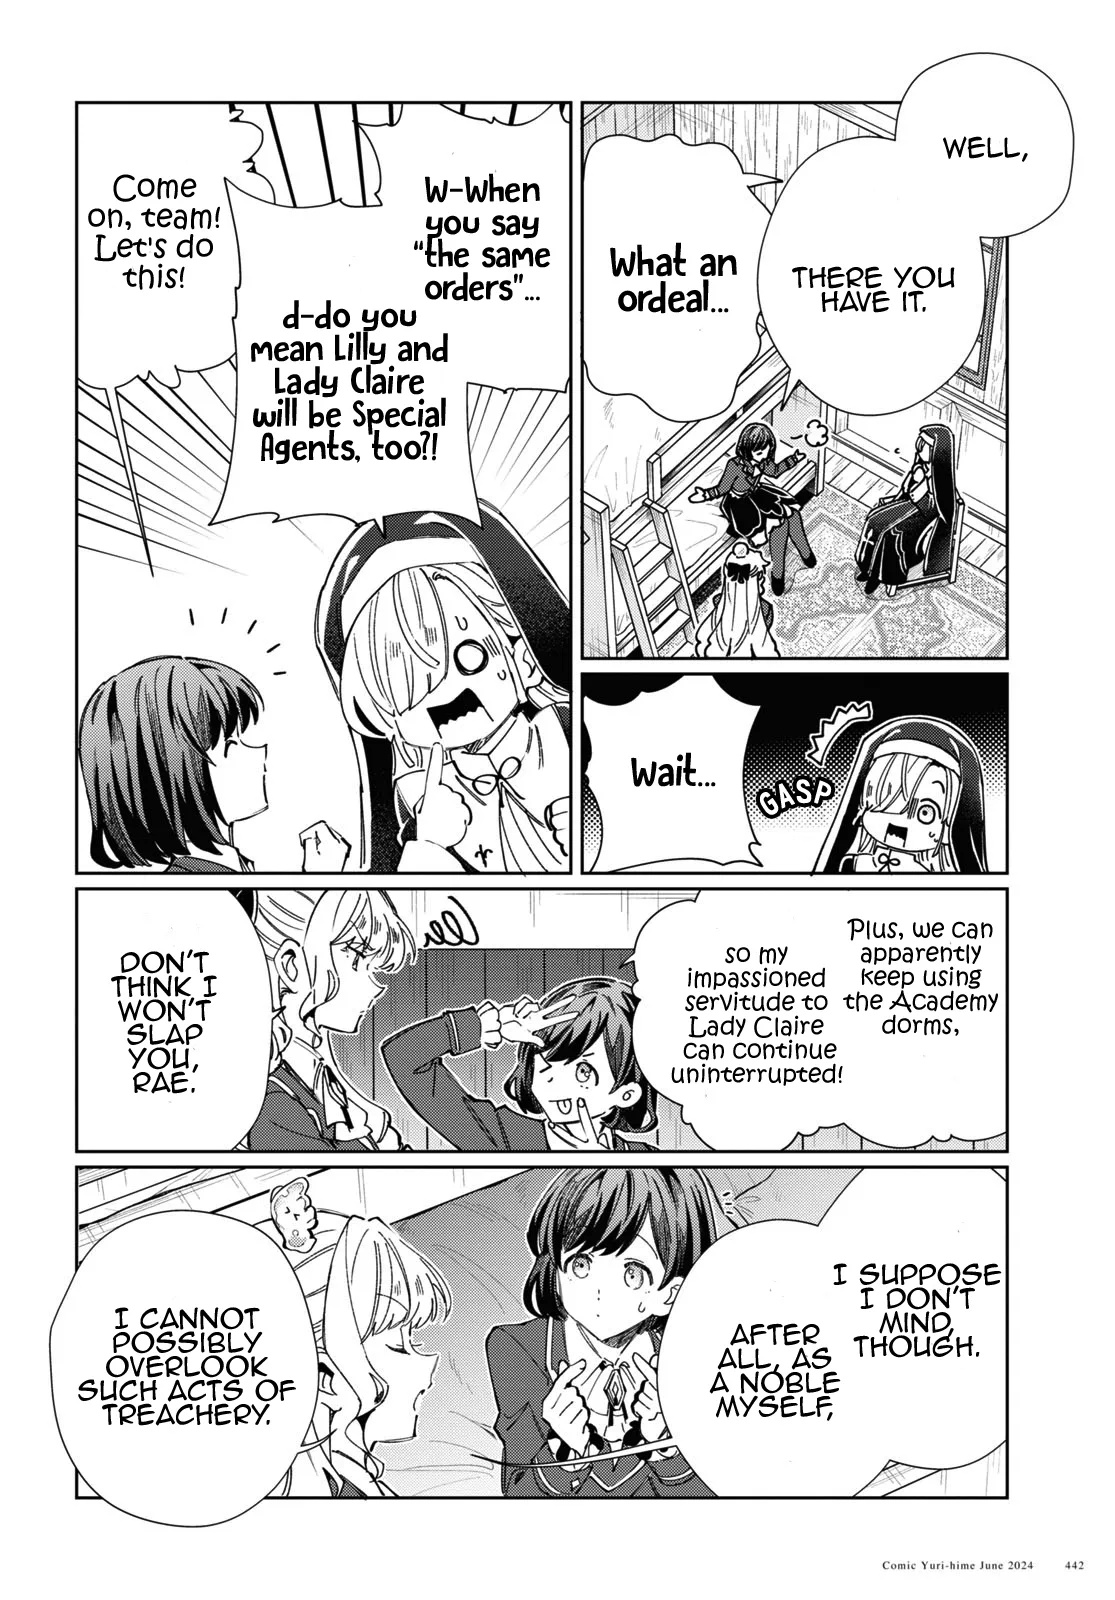 WELL,
THERE YOU
HAVE IT.
What an
ordeal...
Wait...
GASP
W-When
you say
"the same
orders"...
d-do you
mean Lilly and
Lady Claire
will be Special
Agents, too?!
Come
on, team!
Let's do
this!
Plus, we can
apparently
keep using
the Academy
dorms,
so my
impassioned
servitude to
Lady Claire
can continue
uninterrupted!
DON'T
THINK I
WON'T
SLAP
YOU,
RAE.
I SUPPOSE
I DON'T
MIND,
THOUGH.
AFTER
ALL, AS
A NOBLE
MYSELF,
I CANNOT
POSSIBLY
OVERLOOK
SUCH ACTS OF
TREACHERY.
Comic Yuri-hime June 2024 442